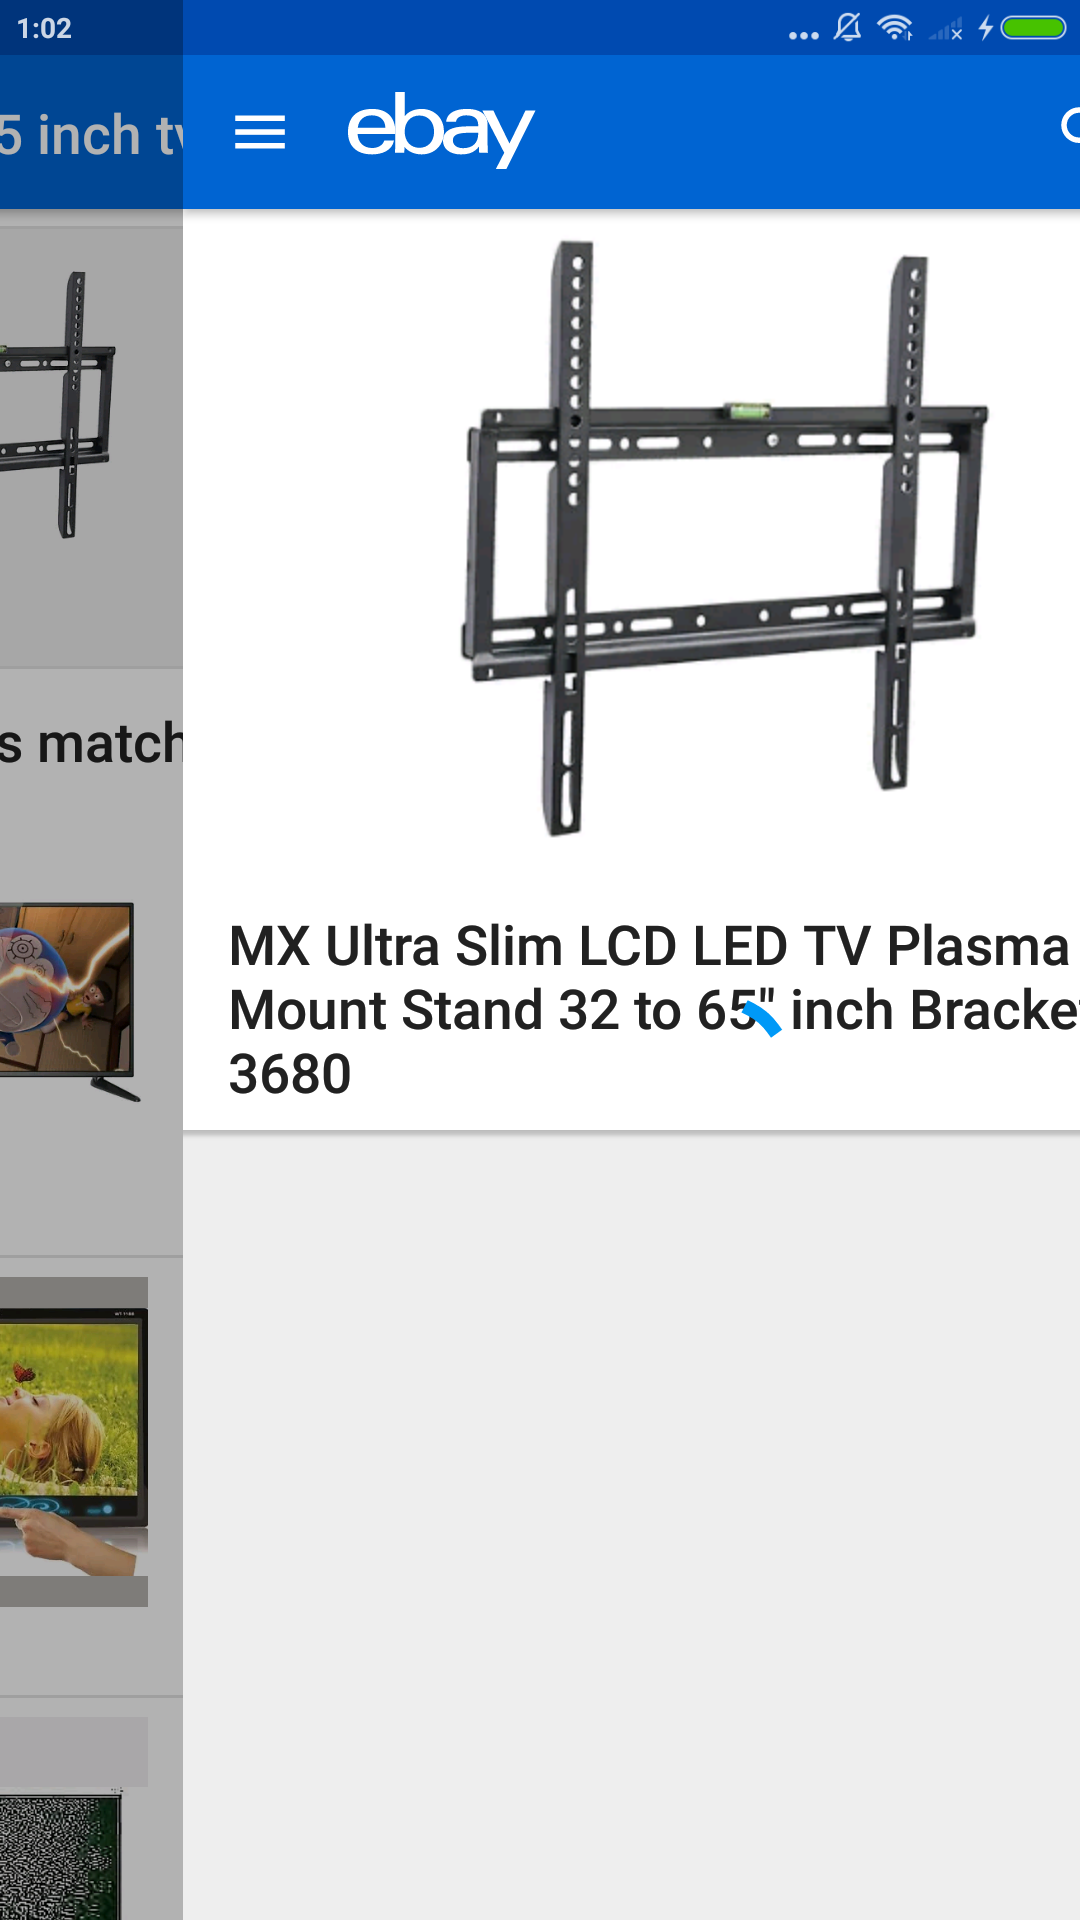 1:02
5 inch tv
ebay
s match
MX Ultra Slim LCD LED TV Plasma
Mount Stand 32 to 65" inch Bracke
3680